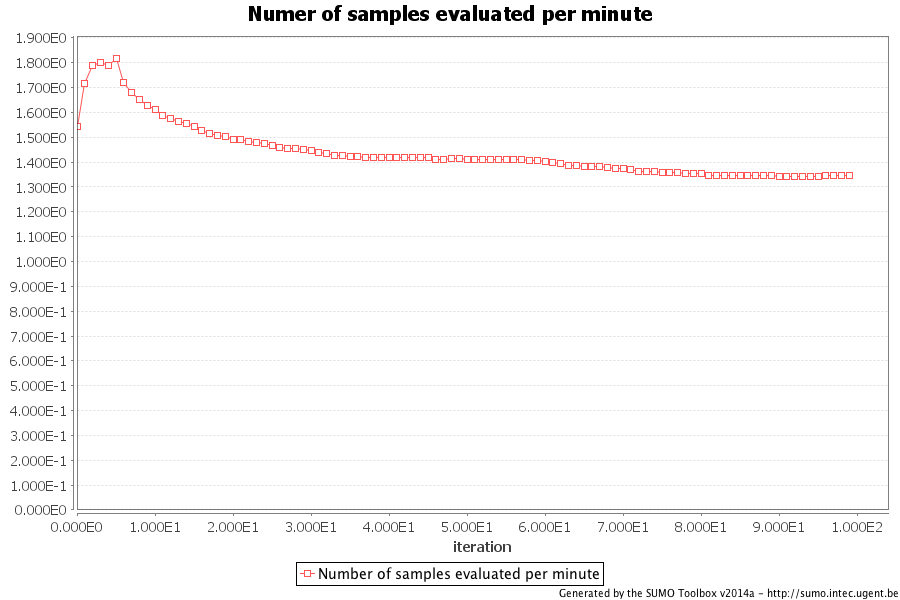 Numer of samples evaluated per minute
1.900E0
1.800E0
1.700E0
1.600E0
1.500E0
1.400E0
1.300E0
1.200E0
1.100E0
1.000E0
9.000E-1
8.000E-1
7.000E-1
6.000E-1
5.000E-1
4.000E-1
3.000E-1
2.000E-1
1.000E-1
0.000E0
0.000E0 1.000E1 2.000E1 3.000E1 4.000E1 5.000E1 6.000E1 7.000E1 8.000E1 9.000E1 1.000E2
iteration
Number of samples evaluated per minute
Generated by the SUMO Toolbox v2014a - http://sumo.intec.ugent.be